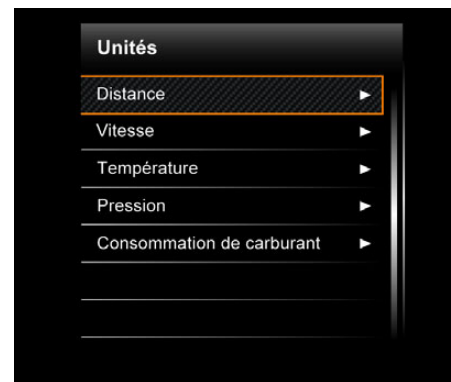 Unités
Distance
Vitesse
Température
Pression
Consommation de carburant